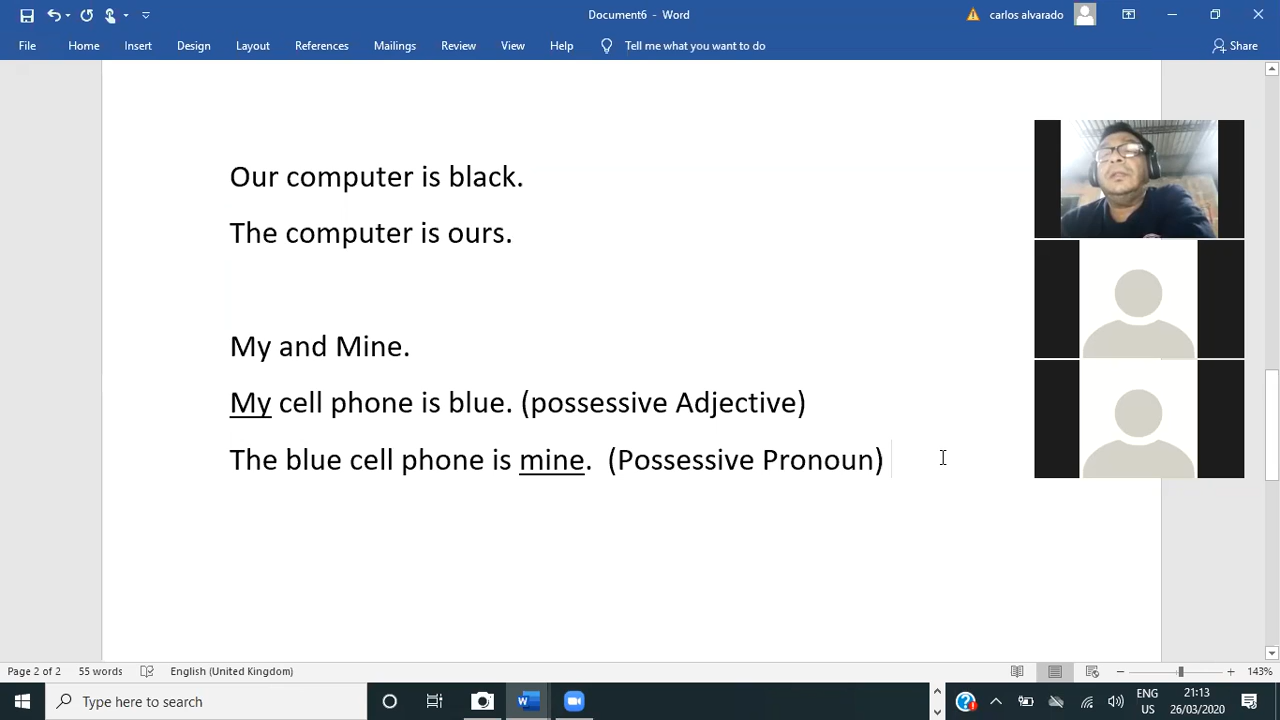 Document6 - Word
carlos alvarado
File Home Insert Design Layout References Mailings Review View Help Tell me what you want to do Share
Our computer is black.
The computer is ours.
My and Mine.
My cell phone is blue. (possessive Adjective)
The blue cell phone is mine. (Possessive Pronoun)
Page 2 of 2 55 words English (United Kingdom) 143%
Type here to search
ENG 21:13
US 26/03/2020